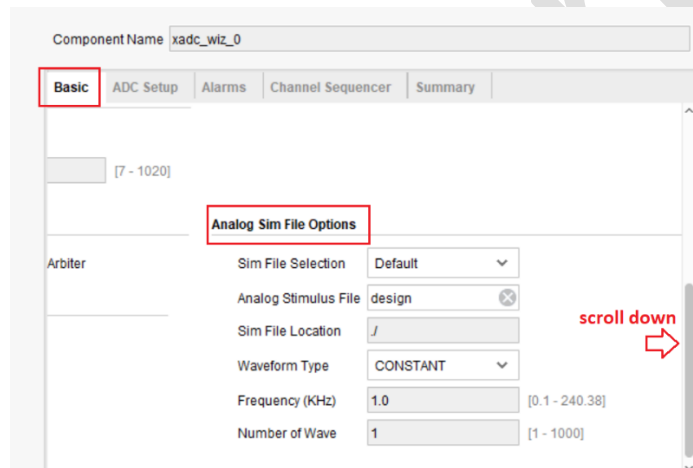 Component Name xadc_wiz_0
Basic ADC Setup Alarms Channel Sequencer Summary
[7 - 1020]
Analog Sim File Options
Arbiter
Sim File Selection Default
Analog Stimulus File design
Sim File Location ./
scroll down
Waveform Type CONSTANT
Frequency (KHz) 1.0 [0.1 - 240.38]
Number of Wave 1 [1 - 1000]